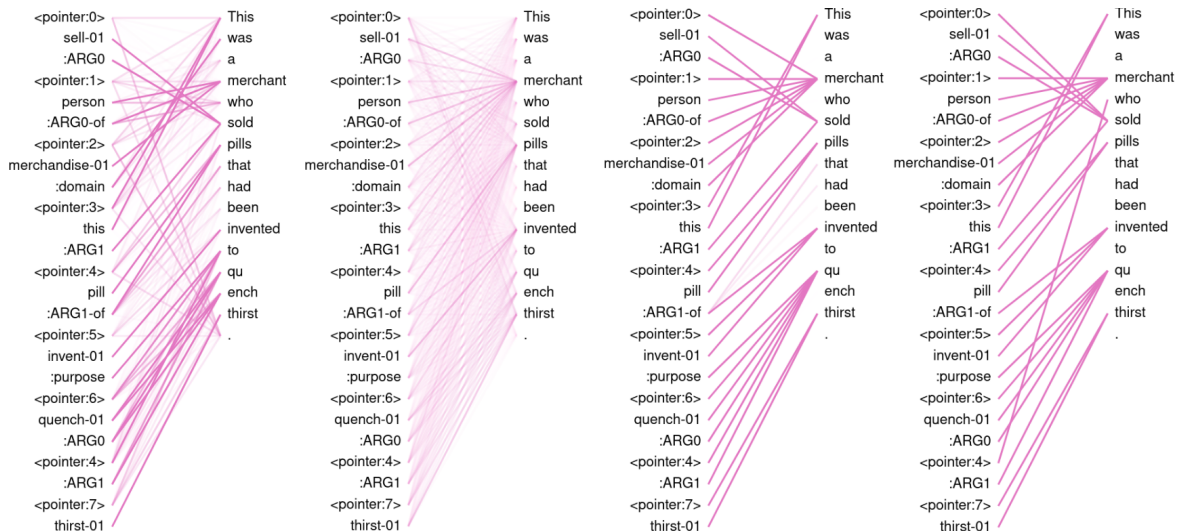 <pointer:0>
sell-01
:ARG0
<pointer:1>
person
:ARG0-of
<pointer:2>
merchandise-01
:domain
<pointer:3>
this
:ARG1
<pointer:4>
pill
:ARG1-of
<pointer:5>
invent-01
:purpose
<pointer:6>
quench-01
:ARG0
<pointer:4>
:ARG1
<pointer:7>
thirst-01
This
was
a
merchant
who
sold
pills
that
had
been
invented
to
qu
ench
thirst
.
<pointer:0>
sell-01
:ARG0
<pointer:1>
person
:ARG0-of
<pointer:2>
merchandise-01
:domain
<pointer:3>
this
:ARG1
<pointer:4>
pill
:ARG1-of
<pointer:5>
invent-01
:purpose
<pointer:6>
quench-01
:ARG0
<pointer:4>
:ARG1
<pointer:7>
thirst-01
This
was
a
merchant
who
sold
pills
that
had
been
invented
to
qu
ench
thirst
.
<pointer:0>
sell-01
:ARG0
<pointer:1>
person
:ARG0-of
<pointer:2>
merchandise-01
:domain
<pointer:3>
this
:ARG1
<pointer:4>
pill
:ARG1-of
<pointer:5>
invent-01
:purpose
<pointer:6>
quench-01
:ARG0
<pointer:4>
:ARG1
<pointer:7>
thirst-01
This
was
a
merchant
who
sold
pills
that
had
been
invented
to
qu
ench
thirst
.
<pointer:0>
sell-01
:ARG0
<pointer:1>
person
:ARG0-of
<pointer:2>
merchandise-01
:domain
<pointer:3>
this
:ARG1
<pointer:4>
pill
:ARG1-of
<pointer:5>
invent-01
:purpose
<pointer:6>
quench-01
:ARG0
<pointer:4>
:ARG1
<pointer:7>
thirst-01
This
was
a
merchant
who
sold
pills
that
had
been
invented
to
qu
ench
thirst
.